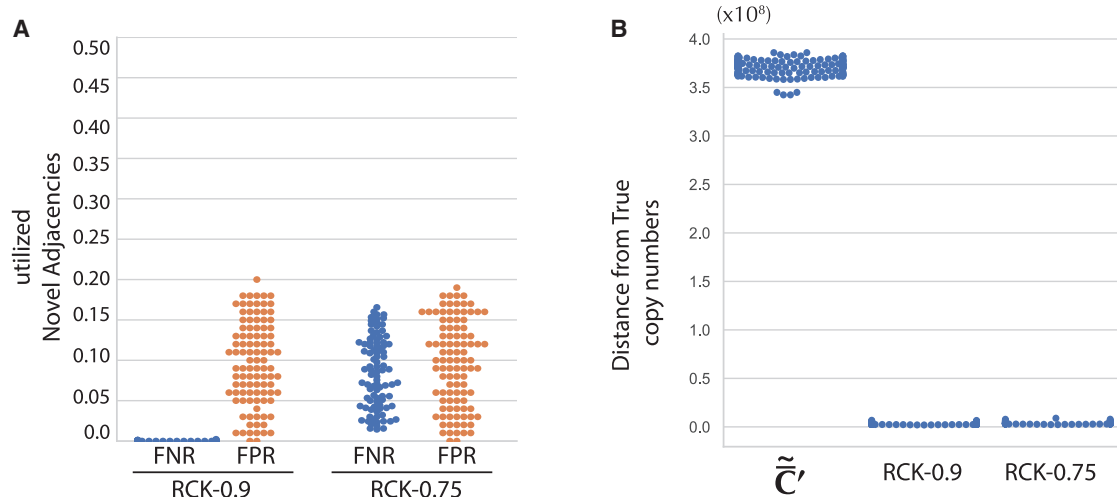 A
utilized
Novel Adjacencies
0.50
0.45
0.40
0.35
0.30
0.25
0.20
0.15
0.10
0.05
0.0
FNR FPR FNR FPR
RCK-0.9 RCK-0.75
B
(x10⁸)
Distance from True
copy numbers
4.0
3.5
3.0
2.5
2.0
1.5
1.0
0.5
0.0
C̿̃′ RCK-0.9 RCK-0.75